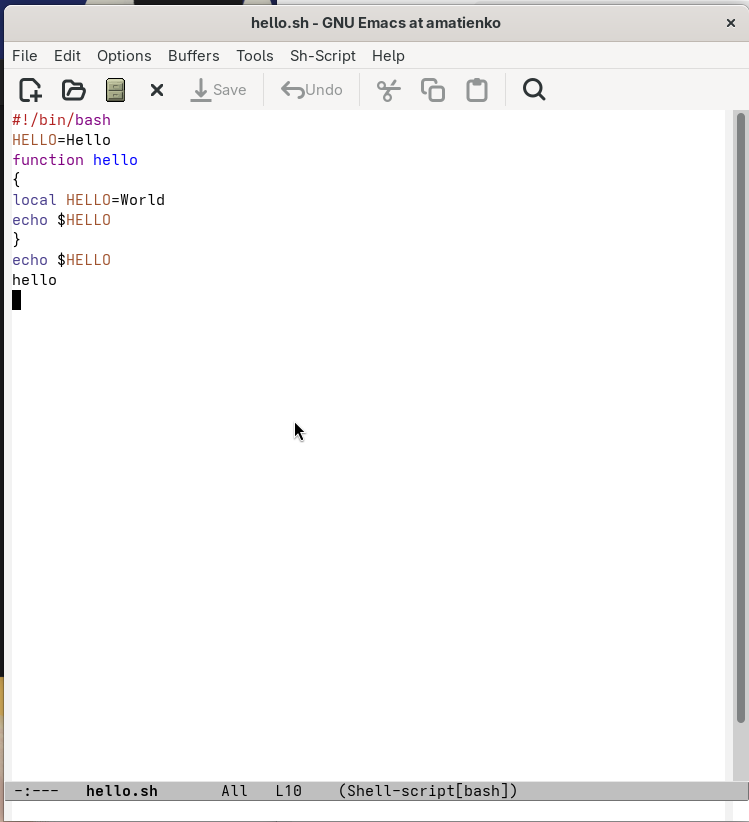 hello.sh - GNU Emacs at amatienko
File Edit Options Buffers Tools Sh-Script Help
Save Undo
#!/bin/bash
HELLO=Hello
function hello
{
local HELLO=World
echo $HELLO
}
echo $HELLO
hello
-:--- hello.sh All L10 (Shell-script[bash])